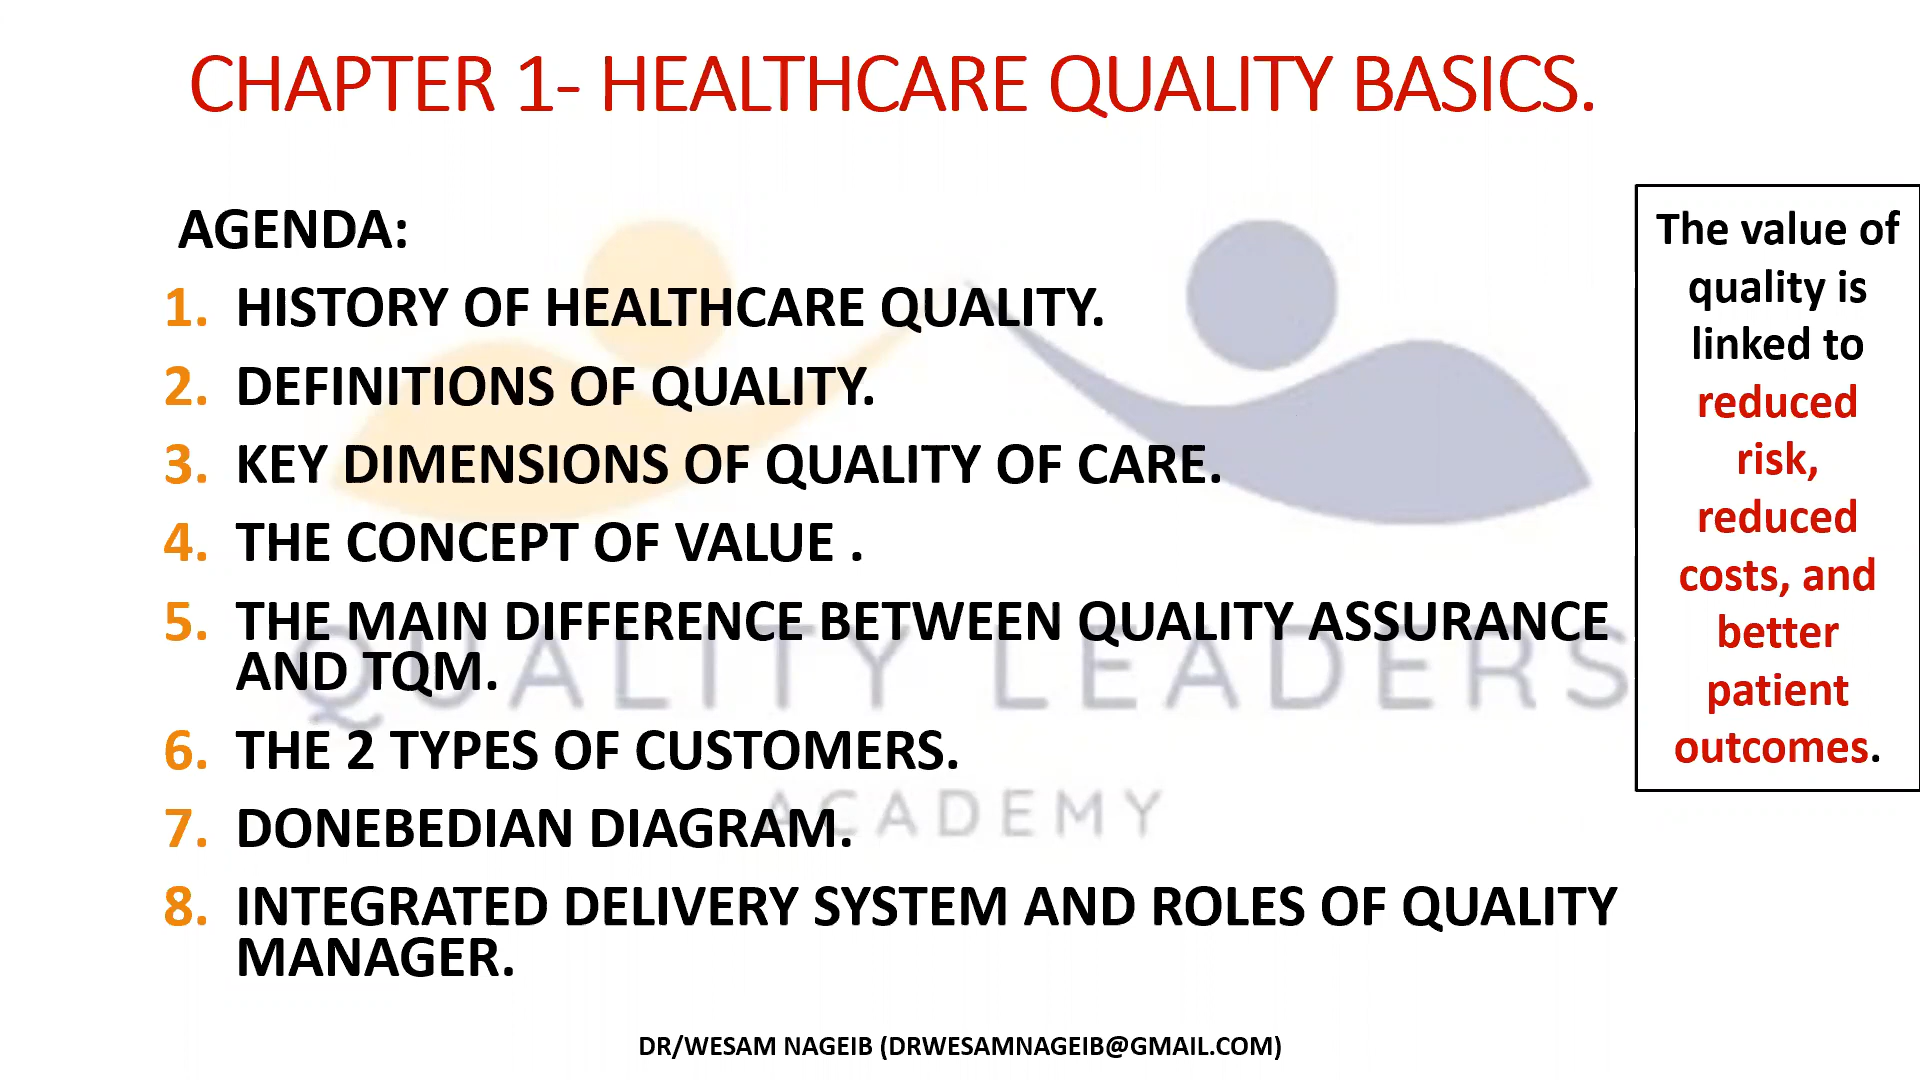 CHAPTER 1- HEALTHCARE QUALITY BASICS.
AGENDA:
1. HISTORY OF HEALTHCARE QUALITY.
2. DEFINITIONS OF QUALITY.
3. KEY DIMENSIONS OF QUALITY OF CARE.
4. THE CONCEPT OF VALUE .
5. THE MAIN DIFFERENCE BETWEEN QUALITY ASSURANCE
AND TQM.
6. THE 2 TYPES OF CUSTOMERS.
7. DONEBEDIAN DIAGRAM.
8. INTEGRATED DELIVERY SYSTEM AND ROLES OF QUALITY
MANAGER.
The value of
quality is
linked to
reduced
risk,
reduced
costs, and
better
patient
outcomes.
QUALITY LEADERS
ACADEMY
DR/WESAM NAGEIB (DRWESAMNAGEIB@GMAIL.COM)